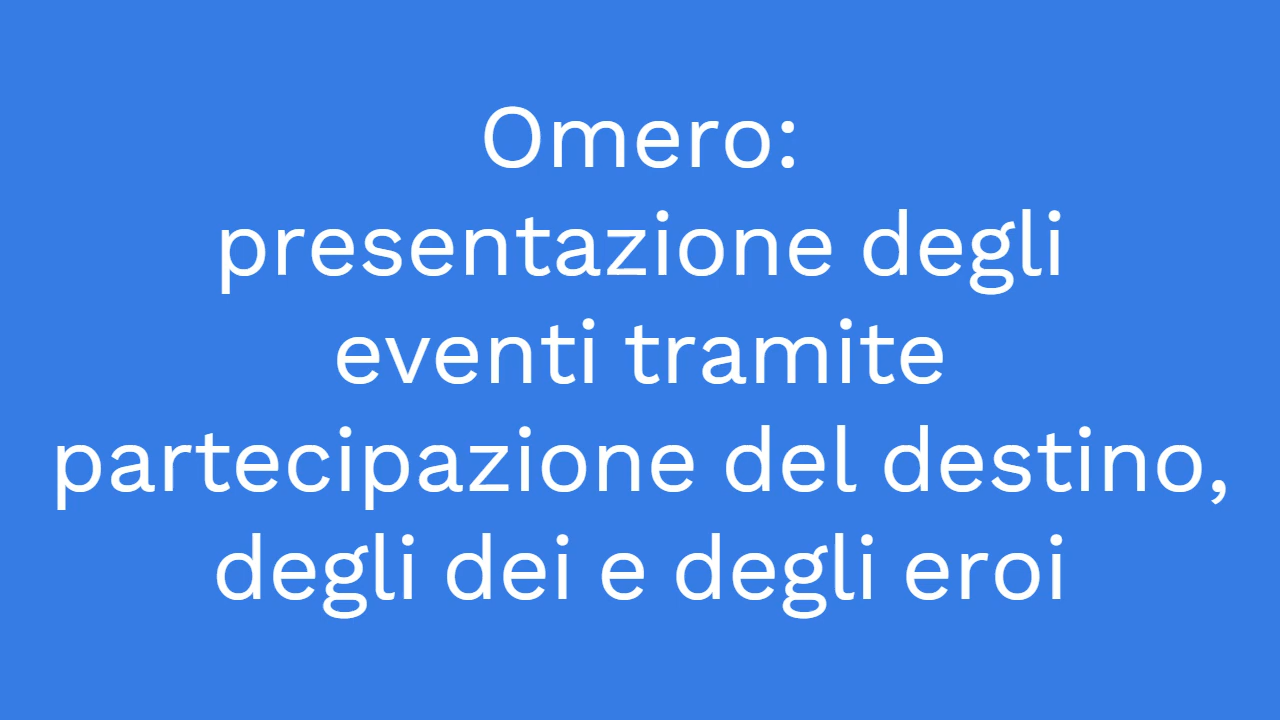 Omero:
presentazione degli
eventi tramite
partecipazione del destino,
degli dei e degli eroi